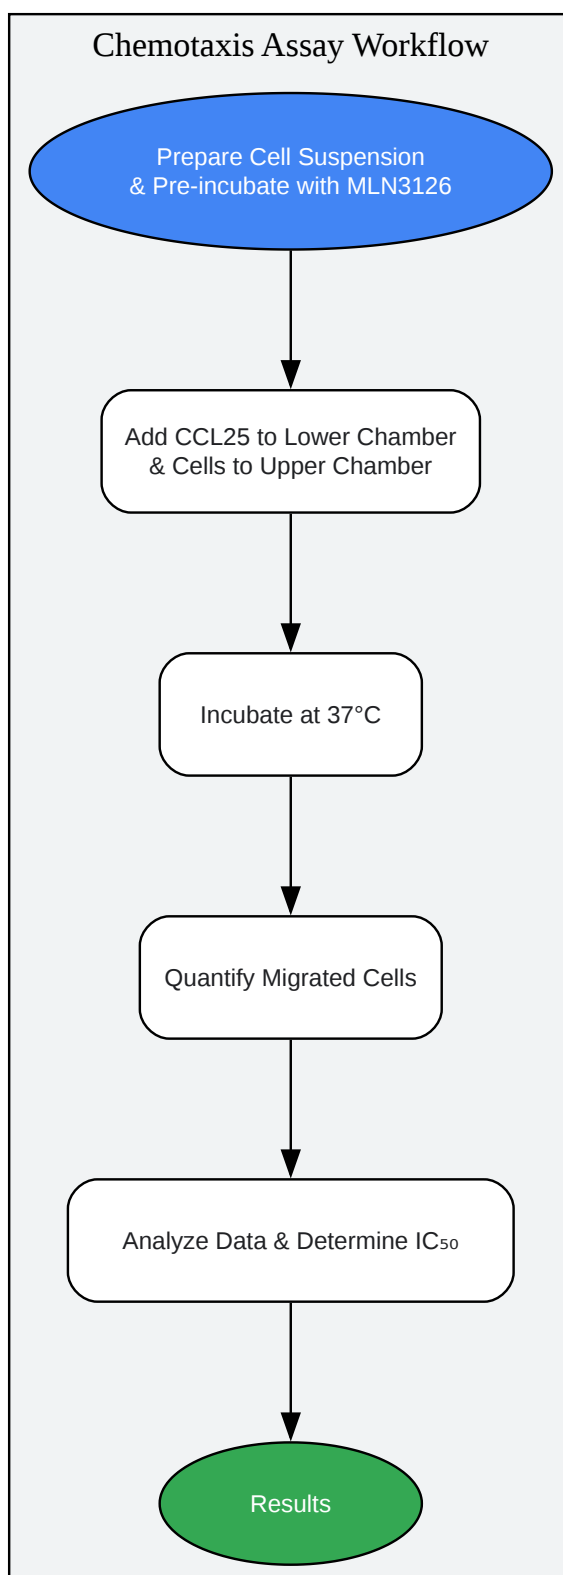 Chemotaxis Assay Workflow
Prepare Cell Suspension
& Pre-incubate with MLN3126
Add CCL25 to Lower Chamber
& Cells to Upper Chamber
Incubate at 37°C
Quantify Migrated Cells
Analyze Data & Determine IC₅₀
Results